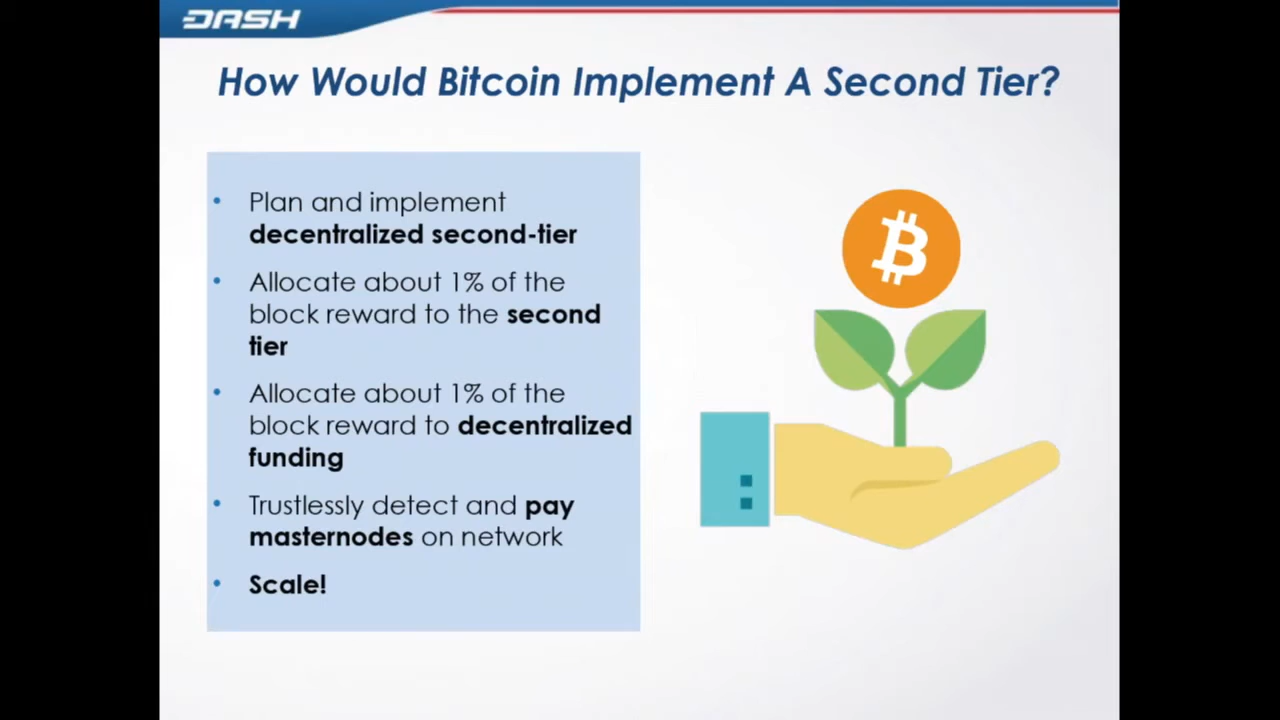 DASH
How Would Bitcoin Implement A Second Tier?
• Plan and implement
decentralized second-tier
• Allocate about 1% of the
block reward to the second
tier
• Allocate about 1% of the
block reward to decentralized
funding
• Trustlessly detect and pay
masternodes on network
• Scale!